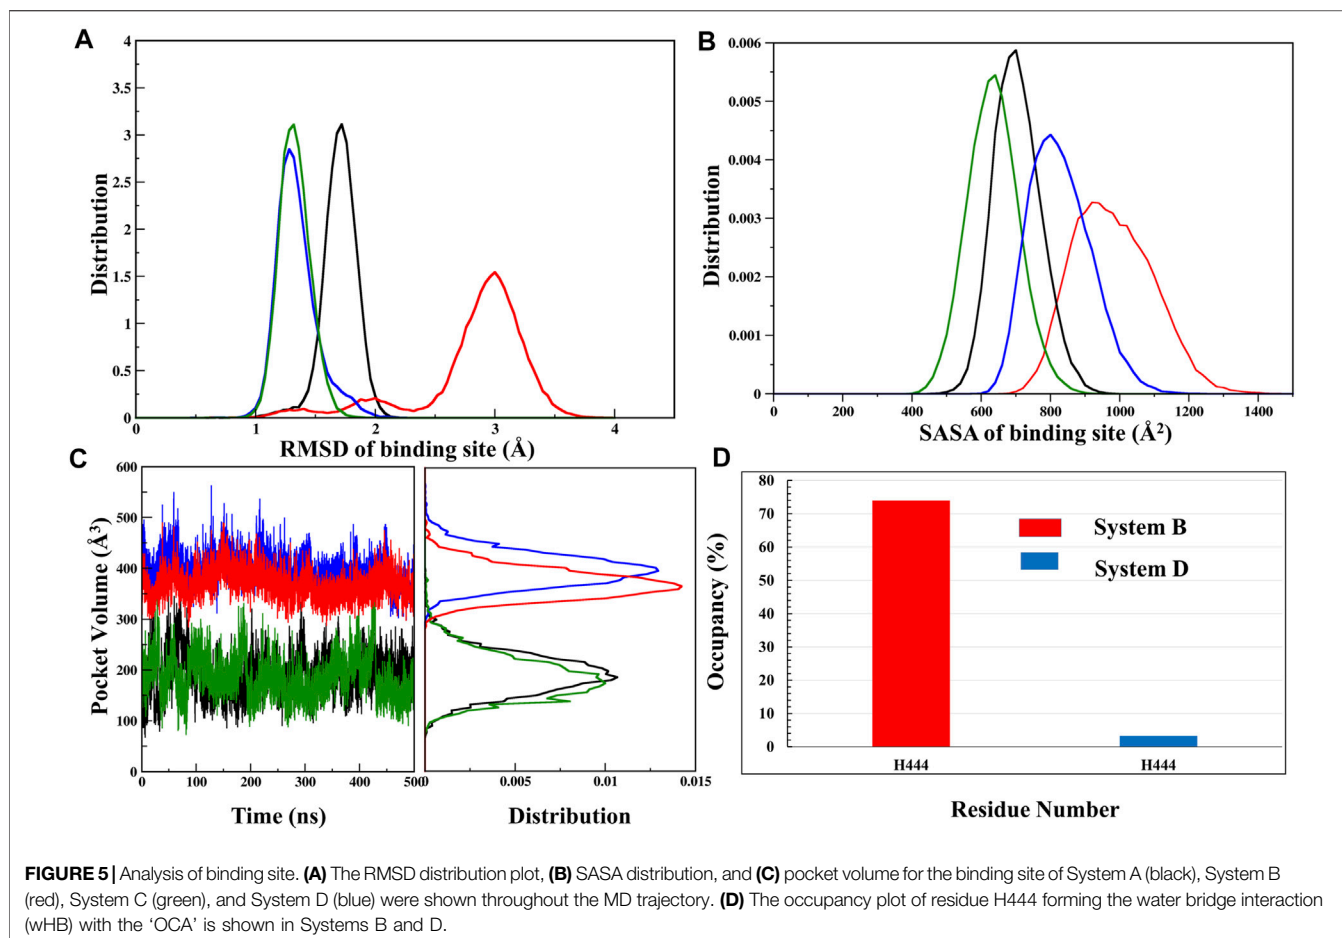 A
4
3.5
3
2.5
2
1.5
1
0.5
0
Distribution
0 1 2 3 4
RMSD of binding site (Å)
B
0.006
0.005
0.004
0.003
0.002
0.001
0
Distribution
0 200 400 600 800 1000 1200 1400
SASA of binding site (Å²)
C
600
500
400
300
200
100
0
Pocket Volume (Å³)
0 100 200 300 400 500
Time (ns)
0.005 0.01 0.015
Distribution
D
80
70
60
50
40
30
20
10
0
Occupancy (%)
System B
System D
H444 H444
Residue Number
FIGURE 5 | Analysis of binding site. (A) The RMSD distribution plot, (B) SASA distribution, and (C) pocket volume for the binding site of System A (black), System B
(red), System C (green), and System D (blue) were shown throughout the MD trajectory. (D) The occupancy plot of residue H444 forming the water bridge interaction
(wHB) with the ‘OCA’ is shown in Systems B and D.